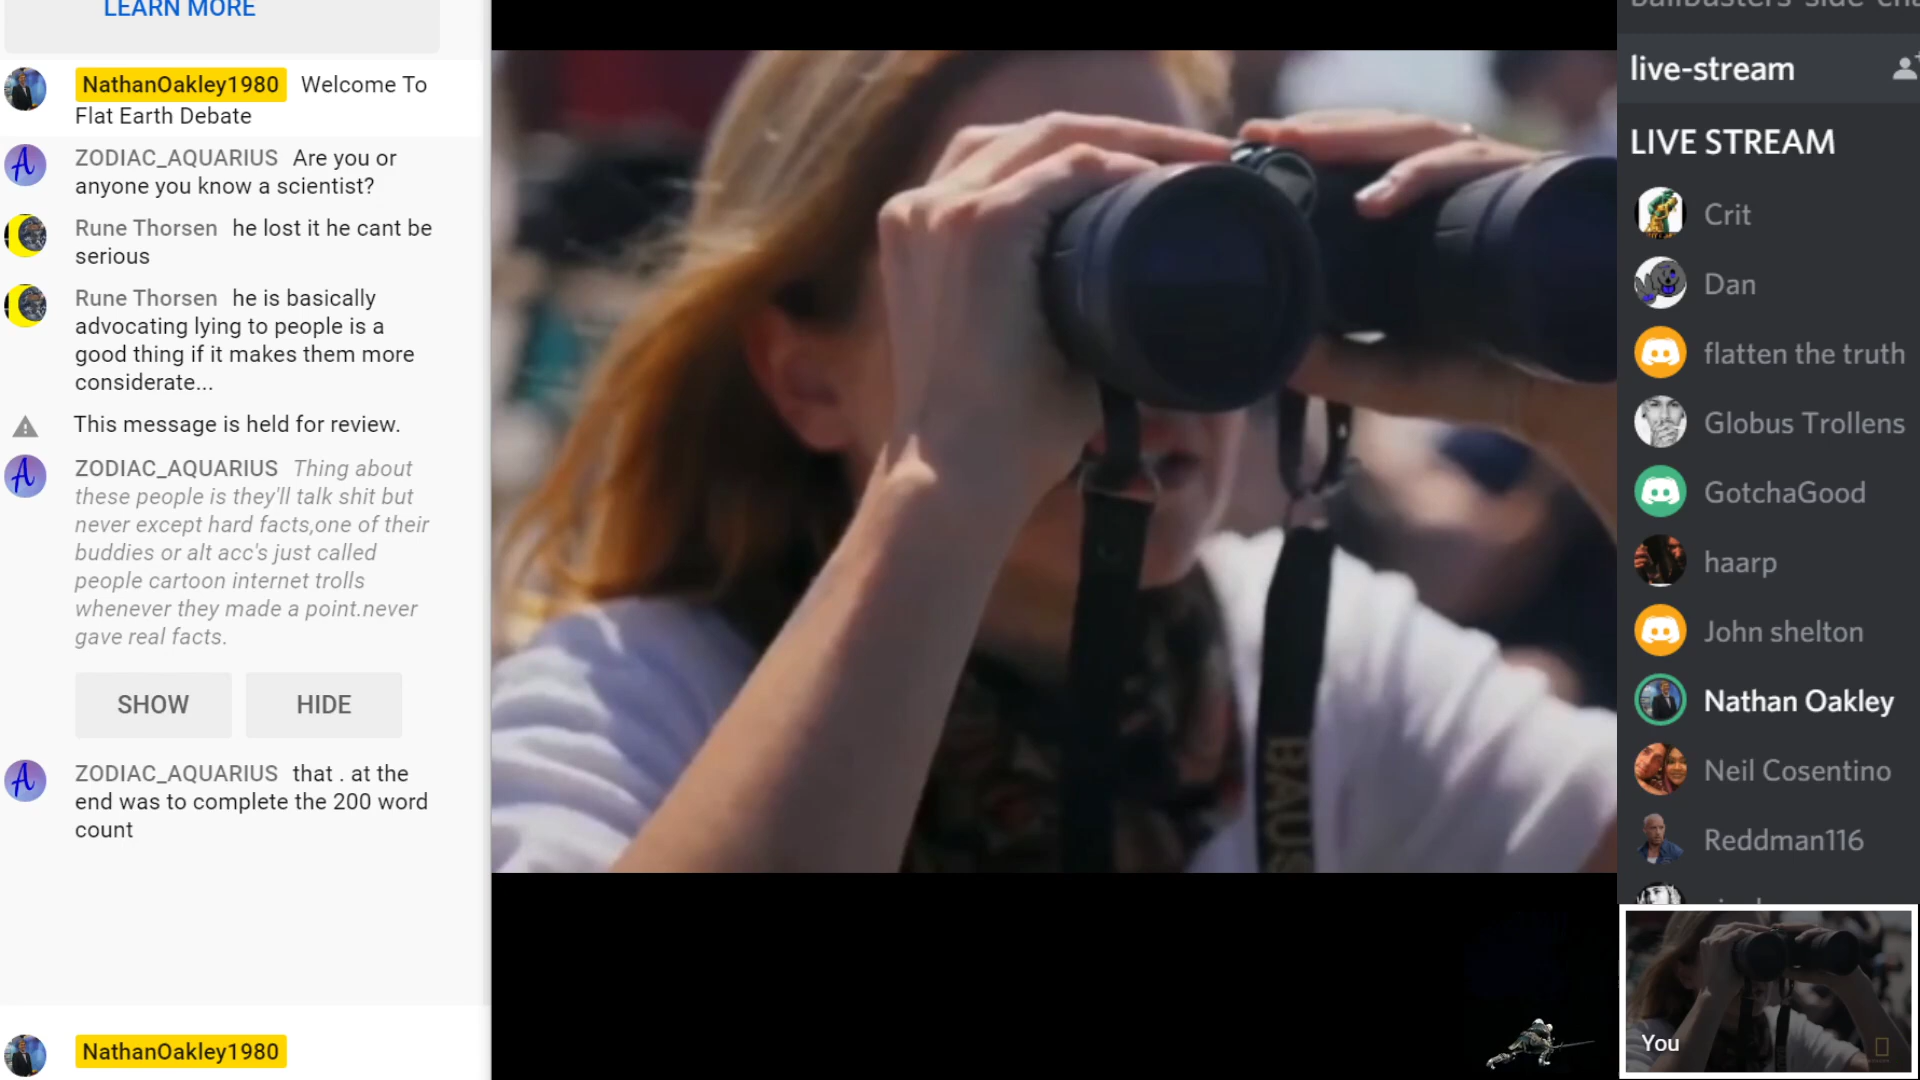 LEARN MORE
NathanOakley1980 Welcome To
Flat Earth Debate
ZODIAC_AQUARIUS Are you or
anyone you know a scientist?
Rune Thorsen he lost it he cant be
serious
Rune Thorsen he is basically
advocating lying to people is a
good thing if it makes them more
considerate...
This message is held for review.
ZODIAC_AQUARIUS Thing about
these people is they'll talk shit but
never except hard facts,one of their
buddies or alt acc's just called
people cartoon internet trolls
whenever they made a point.never
gave real facts.
SHOW HIDE
ZODIAC_AQUARIUS that . at the
end was to complete the 200 word
count
NathanOakley1980
BAUS
live-stream
LIVE STREAM
Crit
Dan
flatten the truth
Globus Trollens
GotchaGood
haarp
John shelton
Nathan Oakley
Neil Cosentino
Reddman116
You